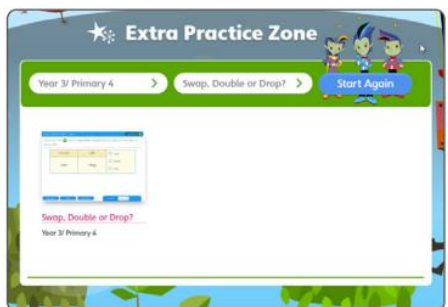 Extra Practice Zone
Year 3/ Primary 4 > Swap, Double or Drop? > Start Again
Swap, Double or Drop?
Year 3/ Primary 4